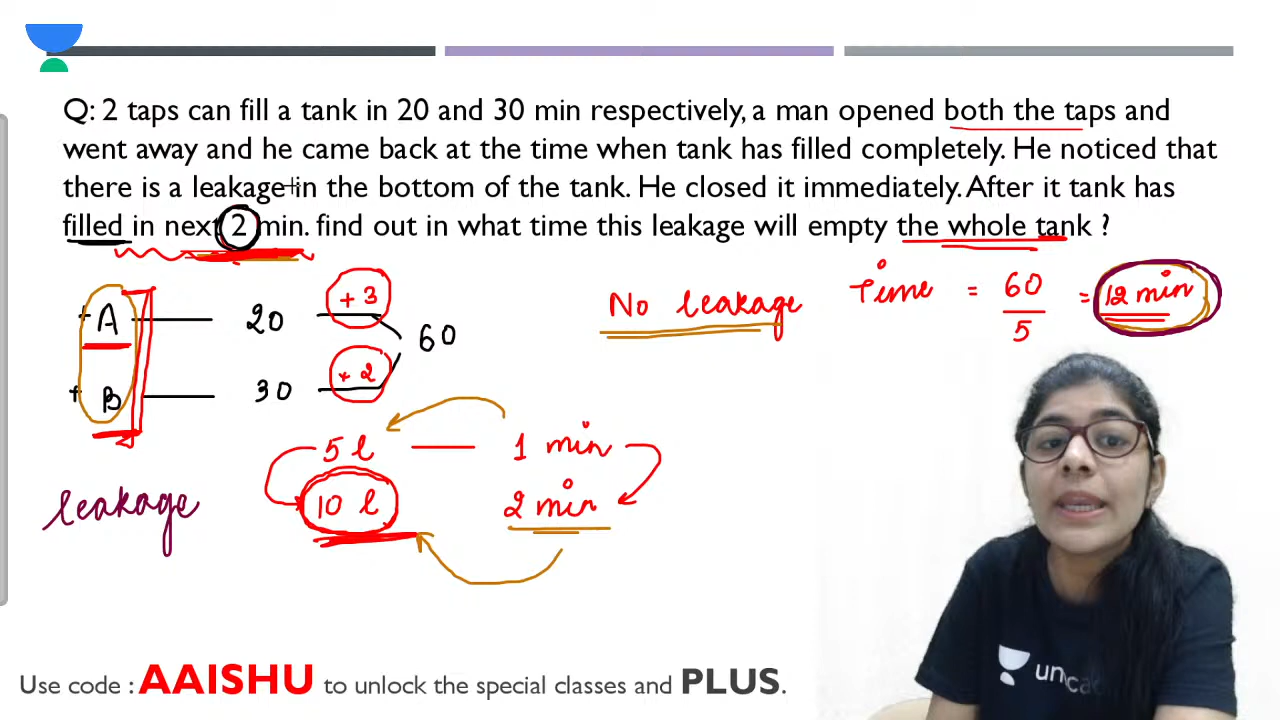 Q: 2 taps can fill a tank in 20 and 30 min respectively, a man opened both the taps and
went away and he came back at the time when tank has filled completely. He noticed that
there is a leakage in the bottom of the tank. He closed it immediately. After it tank has
filled in next 2 min. find out in what time this leakage will empty the whole tank ?
No leakage Time = 60/5 = 12 min
+ A 20 +3
60
+ B 30 +2
5 l 1 min
leakage 10 l 2 min
Use code : AAISHU to unlock the special classes and PLUS.